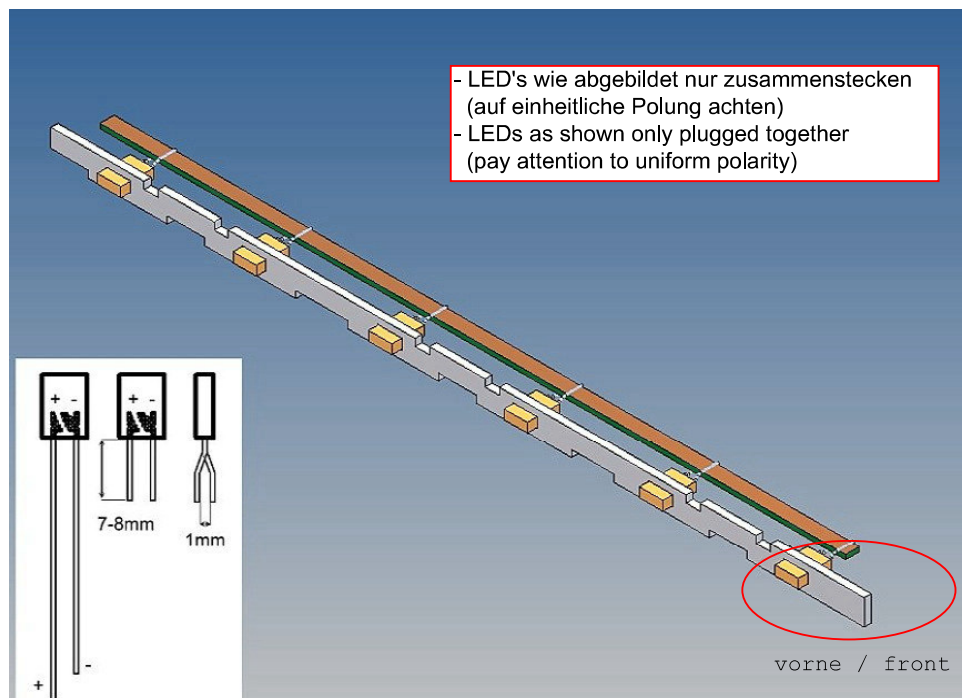 - LED's wie abgebildet nur zusammenstecken
(auf einheitliche Polung achten)
- LEDs as shown only plugged together
(pay attention to uniform polarity)
+ -
+ -
7-8mm
1mm
-
+
vorne / front